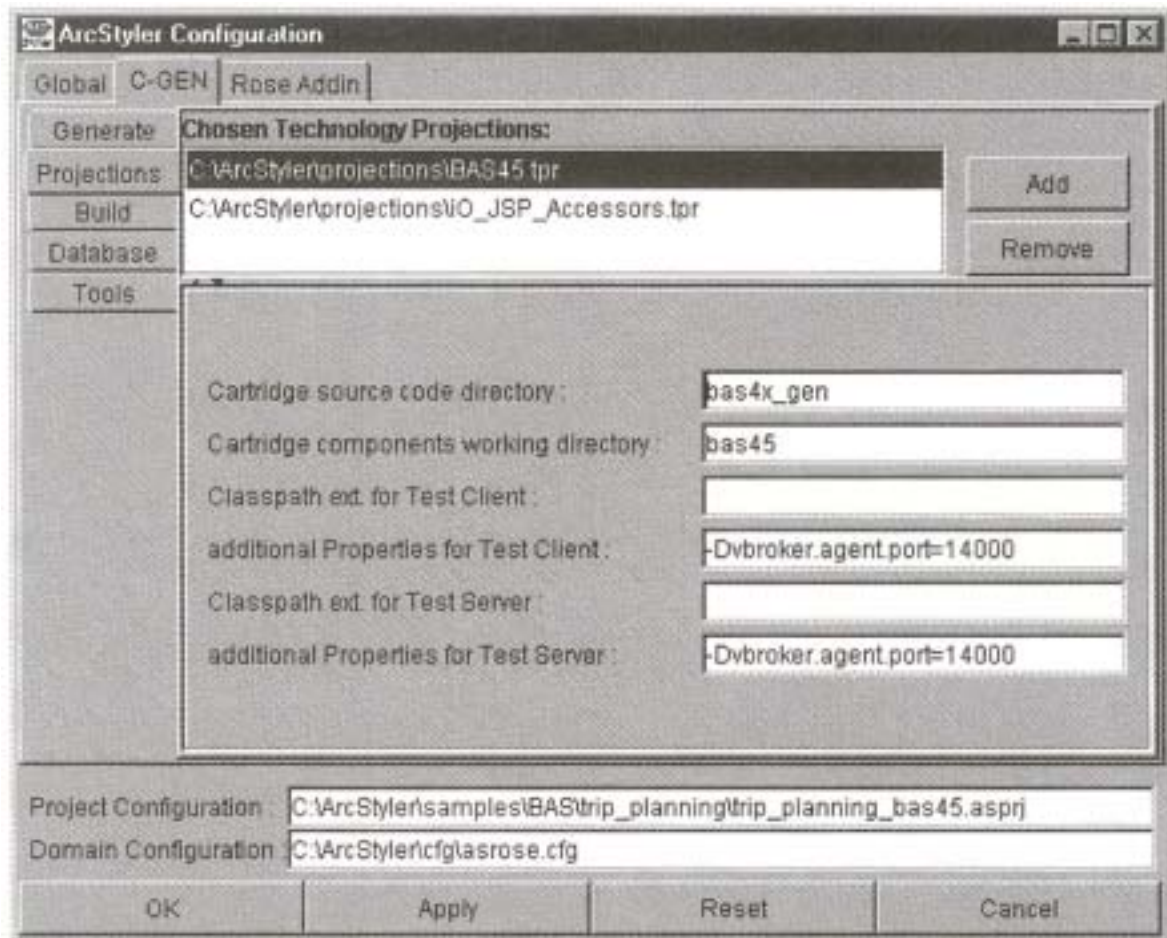 ArcStyler Configuration
Global C-GEN Rose Addin
Generate
Projections
Build
Database
Tools
Chosen Technology Projections:
C:\ArcStyler\projections\BAS45.tpr
C:\ArcStyler\projections\iO_JSP_Accessors.tpr
Add
Remove
Cartridge source code directory : bas4x_gen
Cartridge components working directory : bas45
Classpath ext. for Test Client :
additional Properties for Test Client : -Dvbroker.agent.port=14000
Classpath ext. for Test Server :
additional Properties for Test Server : -Dvbroker.agent.port=14000
Project Configuration : C:\ArcStyler\samples\BAS\trip_planning\trip_planning_bas45.asprj
Domain Configuration : C:\ArcStyler\cfg\asrose.cfg
OK Apply Reset Cancel